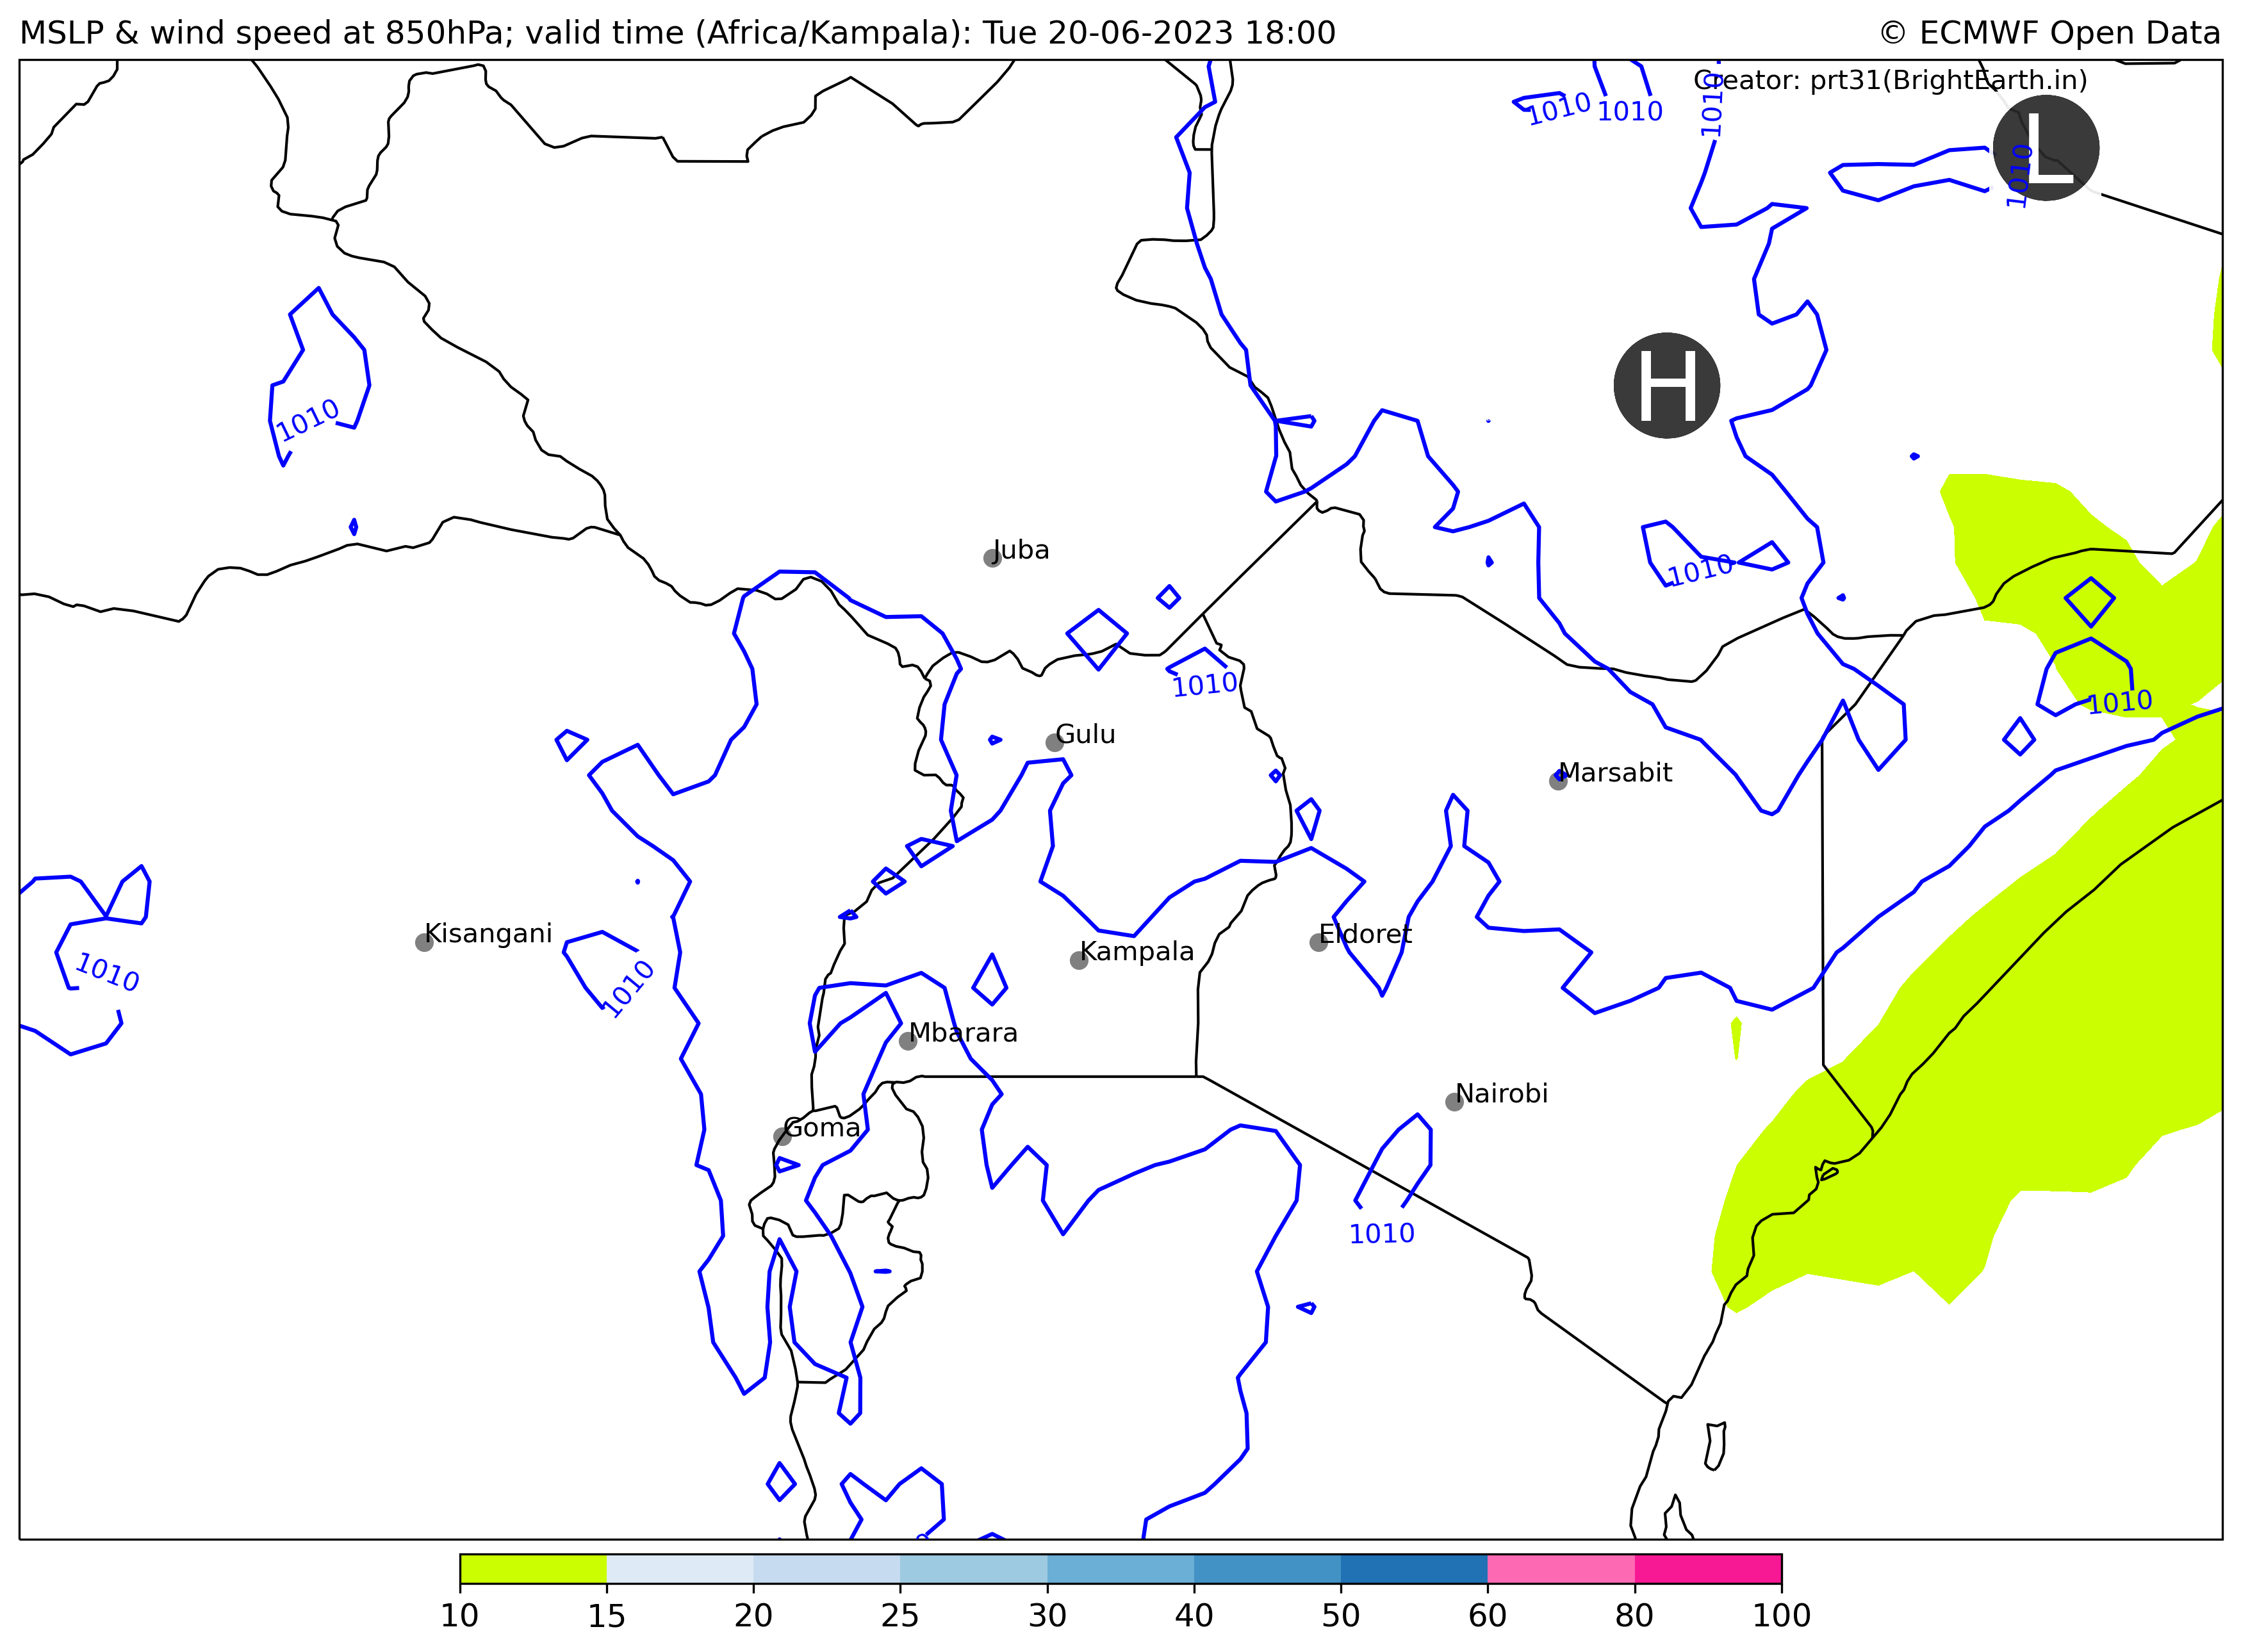 MSLP & wind speed at 850hPa; valid time (Africa/Kampala): Tue 20-06-2023 18:00
© ECMWF Open Data
Creator: prt31(BrightEarth.in)
1010
1010
1010
L
1010
H
1010
1010
Juba
1010
1010
Gulu
Marsabit
Kisangani
Eldoret
Kampala
1010
1010
Mbarara
Nairobi
Goma
1010
10 15 20 25 30 40 50 60 80 100